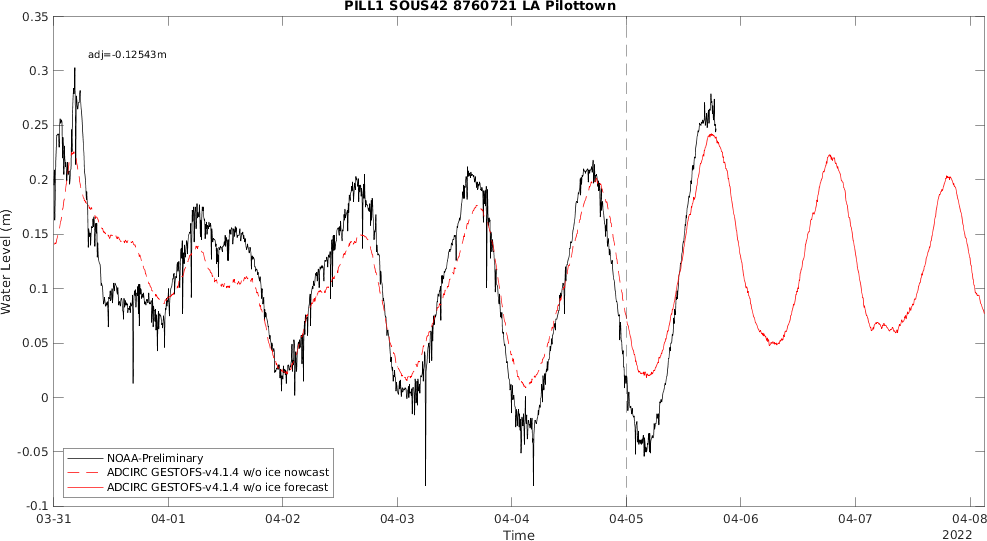 PILL1 SOUS42 8760721 LA Pilottown
adj=-0.12543m
Water Level (m)
0.35
0.3
0.25
0.2
0.15
0.1
0.05
0
-0.05
-0.1
NOAA-Preliminary
ADCIRC GESTOFS-v4.1.4 w/o ice nowcast
ADCIRC GESTOFS-v4.1.4 w/o ice forecast
03-31 04-01 04-02 04-03 04-04 04-05 04-06 04-07 04-08
Time
2022